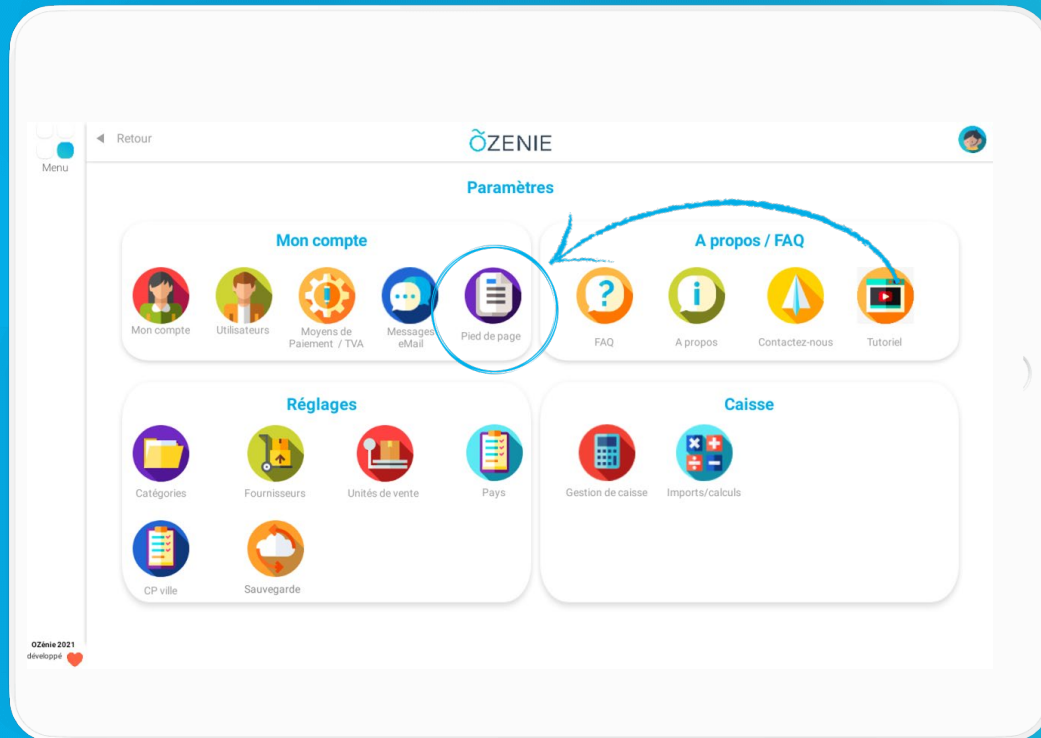 Menu
Retour
ÕZENIE
Paramètres
Mon compte
Mon compte
Utilisateurs
Moyens de
Paiement / TVA
Messages
eMail
Pied de page
A propos / FAQ
?
FAQ
i
A propos
Contactez-nous
Tutoriel
Réglages
Catégories
Fournisseurs
Unités de vente
Pays
CP ville
Sauvegarde
Caisse
Gestion de caisse
Imports/calculs
OZènie 2021
développé